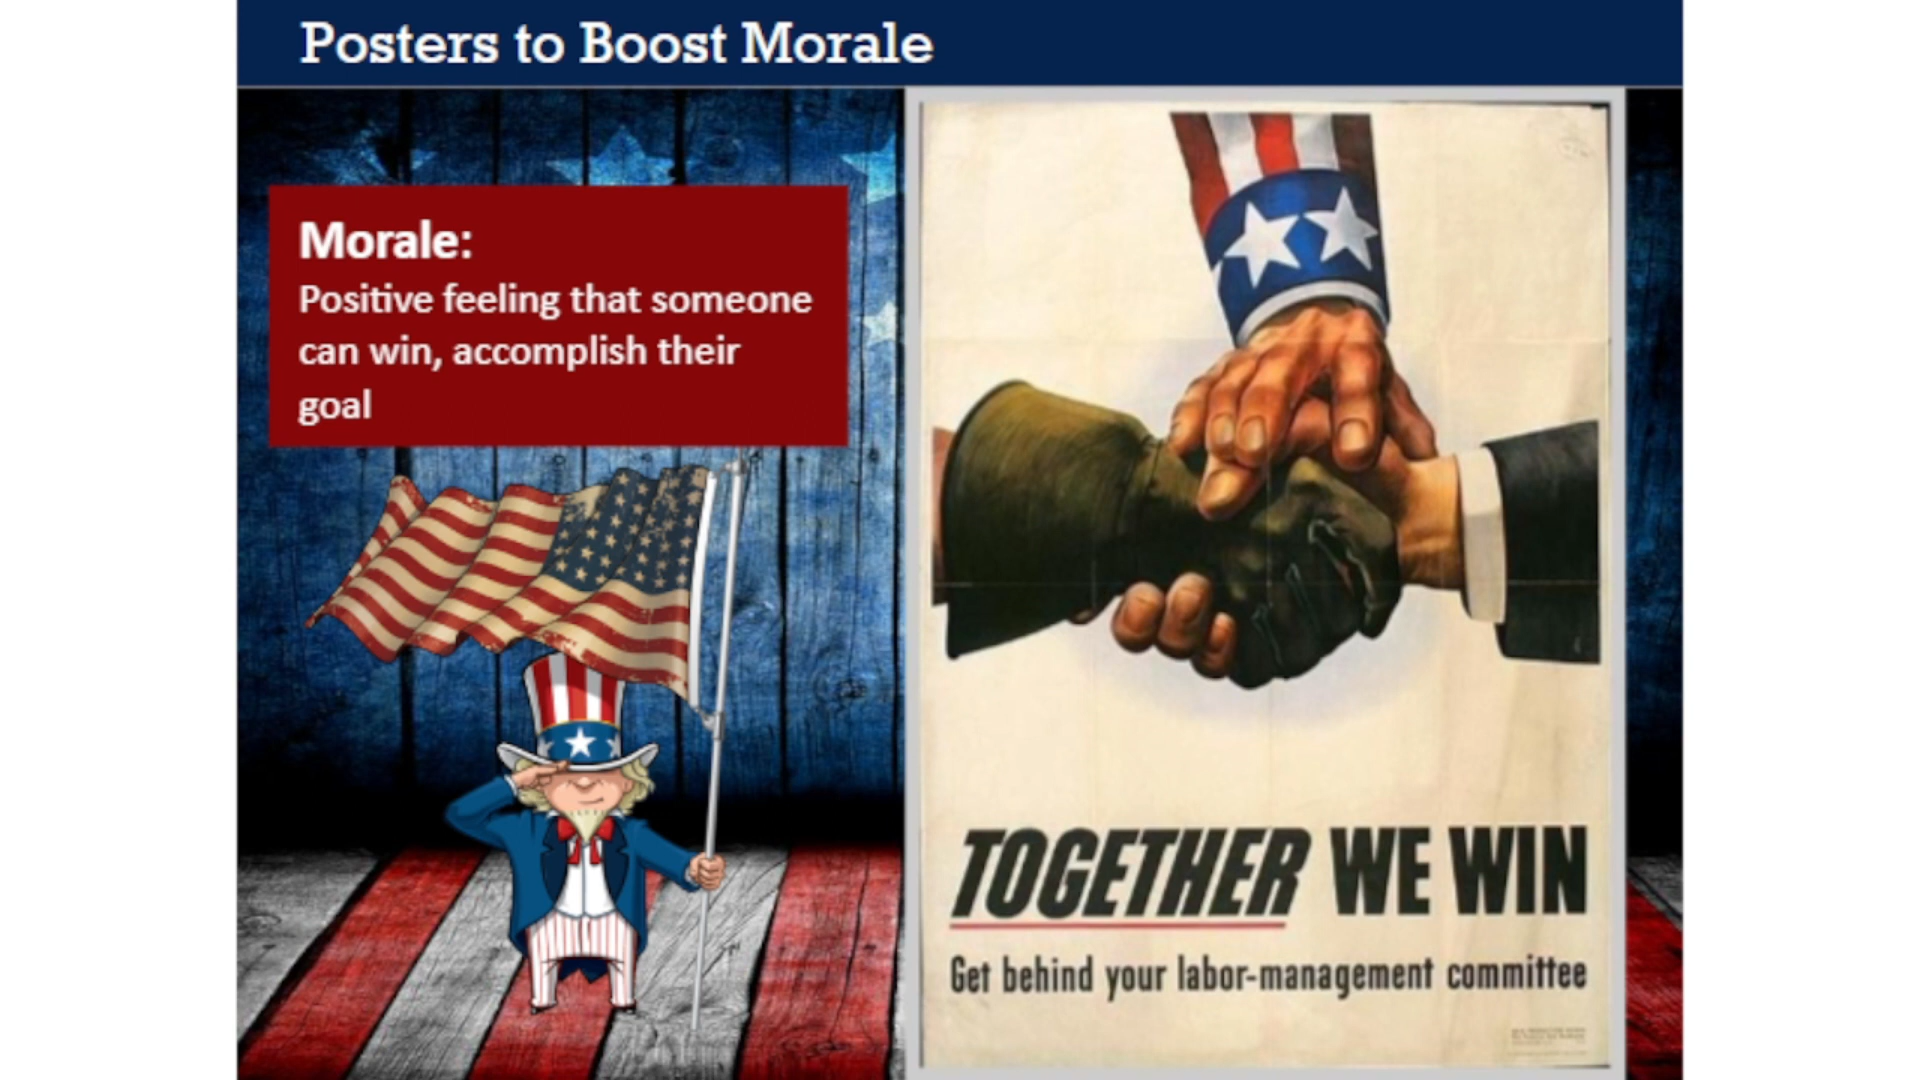 Posters to Boost Morale
Morale:
Positive feeling that someone
can win, accomplish their
goal
TOGETHER WE WIN
Get behind your labor-management committee